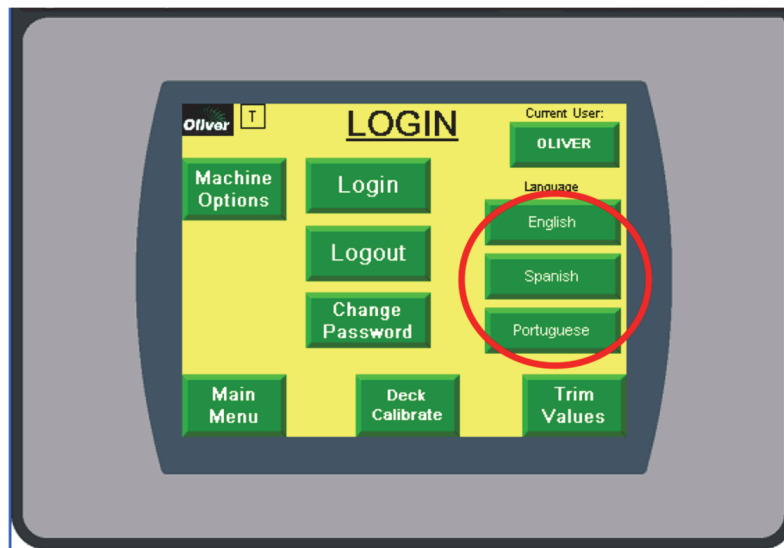 Oliver
T
LOGIN
Current User:
OLIVER
Machine
Options
Login
Language
English
Logout
Spanish
Change
Password
Portuguese
Main
Menu
Deck
Calibrate
Trim
Values